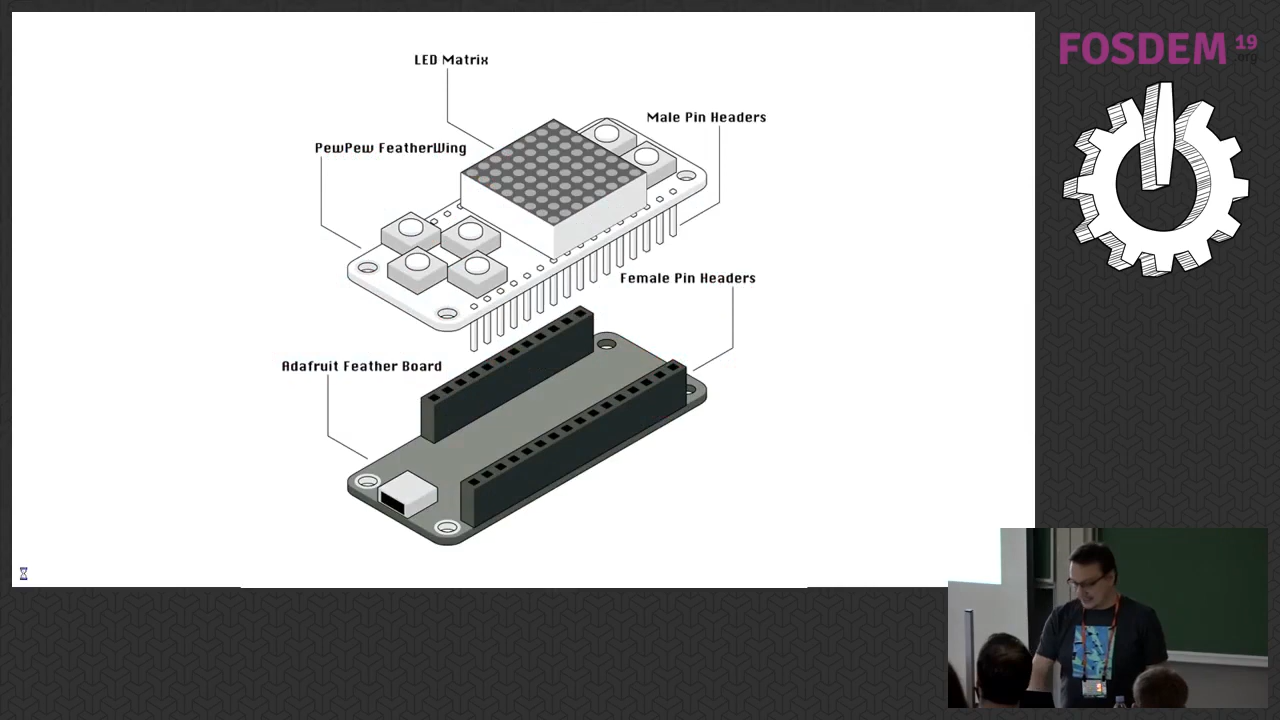 LED Matrix
Male Pin Headers
PewPew FeatherWing
Female Pin Headers
Adafruit Feather Board
FOSDEM 19
.org